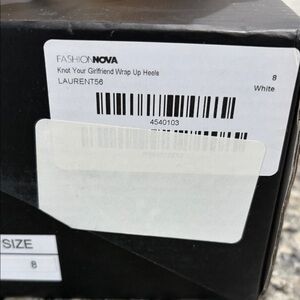 FASHIONNOVA
Knot Your Girlfriend Wrap Up Heels 8
LAURENT56 White
4540103
SIZE
8